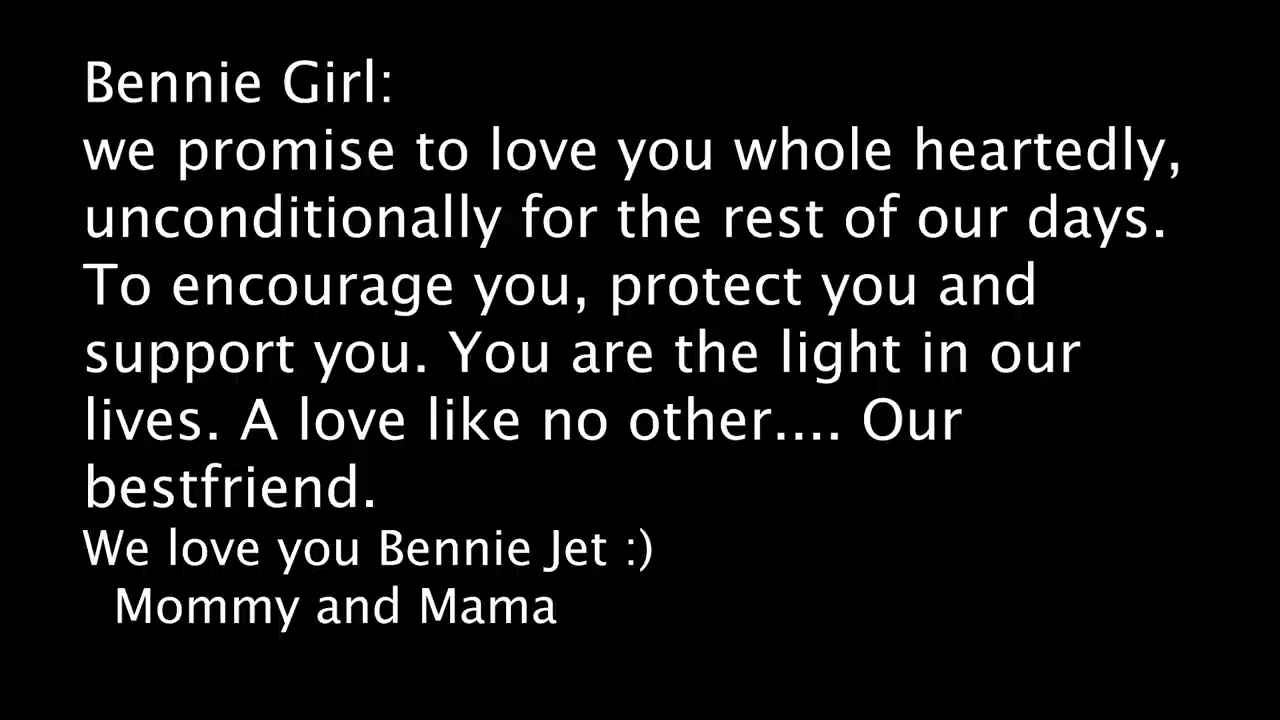 Bennie Girl:
we promise to love you whole heartedly,
unconditionally for the rest of our days.
To encourage you, protect you and
support you. You are the light in our
lives. A love like no other.... Our
bestfriend.
We love you Bennie Jet :)
Mommy and Mama